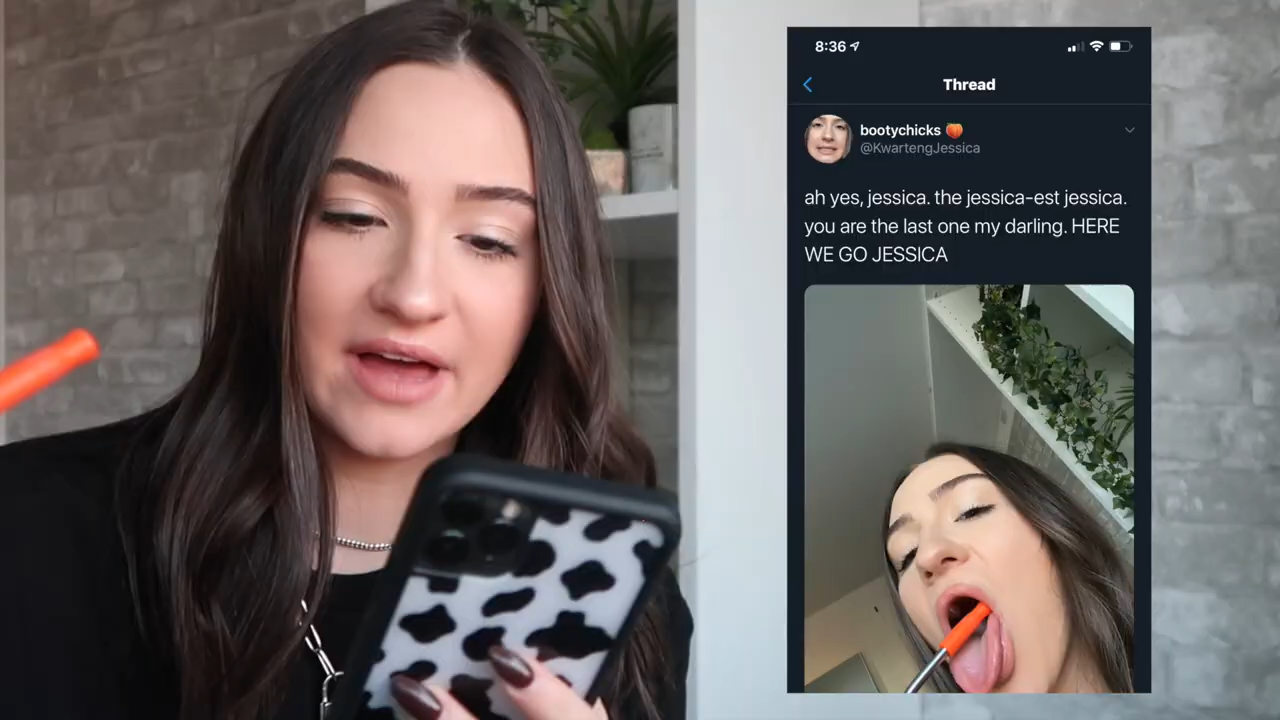 8:36
Thread
bootychicks 🍑
@KwartengJessica
ah yes, jessica. the jessica-est jessica.
you are the last one my darling. HERE
WE GO JESSICA